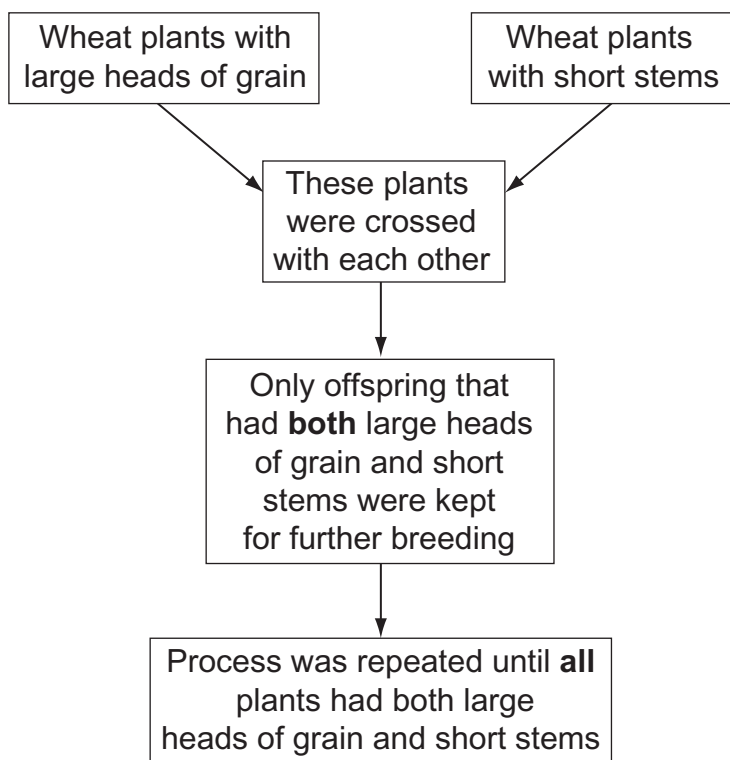 Wheat plants with
large heads of grain
Wheat plants
with short stems
These plants
were crossed
with each other
Only offspring that
had both large heads
of grain and short
stems were kept
for further breeding
Process was repeated until all
plants had both large
heads of grain and short stems